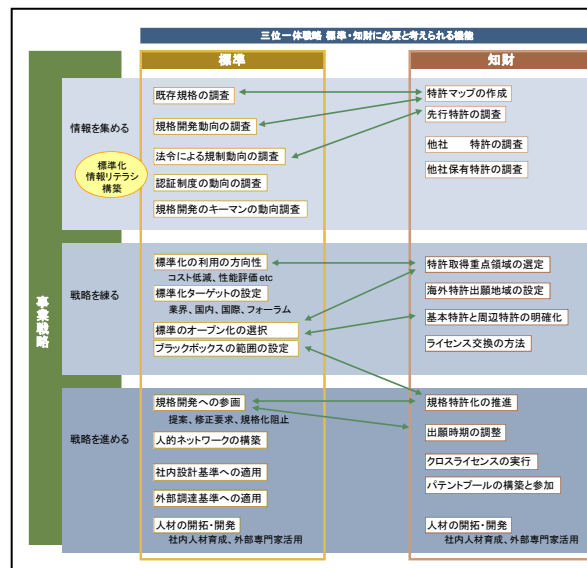 三位一体戦略 標準・知財に必要と考えられる機能
標準
知財
事業戦略
情報を集める
標準化
情報リテラシ
構築
既存規格の調査
規格開発動向の調査
法令による規制動向の調査
認証制度の動向の調査
規格開発のキーマンの動向調査
特許マップの作成
先行特許の調査
他社　　特許の調査
他社保有特許の調査
戦略を練る
標準化の利用の方向性
コスト低減、性能評価etc
標準化ターゲットの設定
業界、国内、国際、フォーラム
標準のオープン化の選択
ブラックボックスの範囲の設定
特許取得重点領域の選定
海外特許出願地域の設定
基本特許と周辺特許の明確化
ライセンス交換の方法
戦略を進める
規格開発への参画
提案、修正要求、規格化阻止
人的ネットワークの構築
社内設計基準への適用
外部調達基準への適用
人材の開拓・開発
社内人材育成、外部専門家活用
規格特許化の推進
出願時期の調整
クロスライセンスの実行
パテントプールの構築と参加
人材の開拓・開発
社内人材育成、外部専門家活用